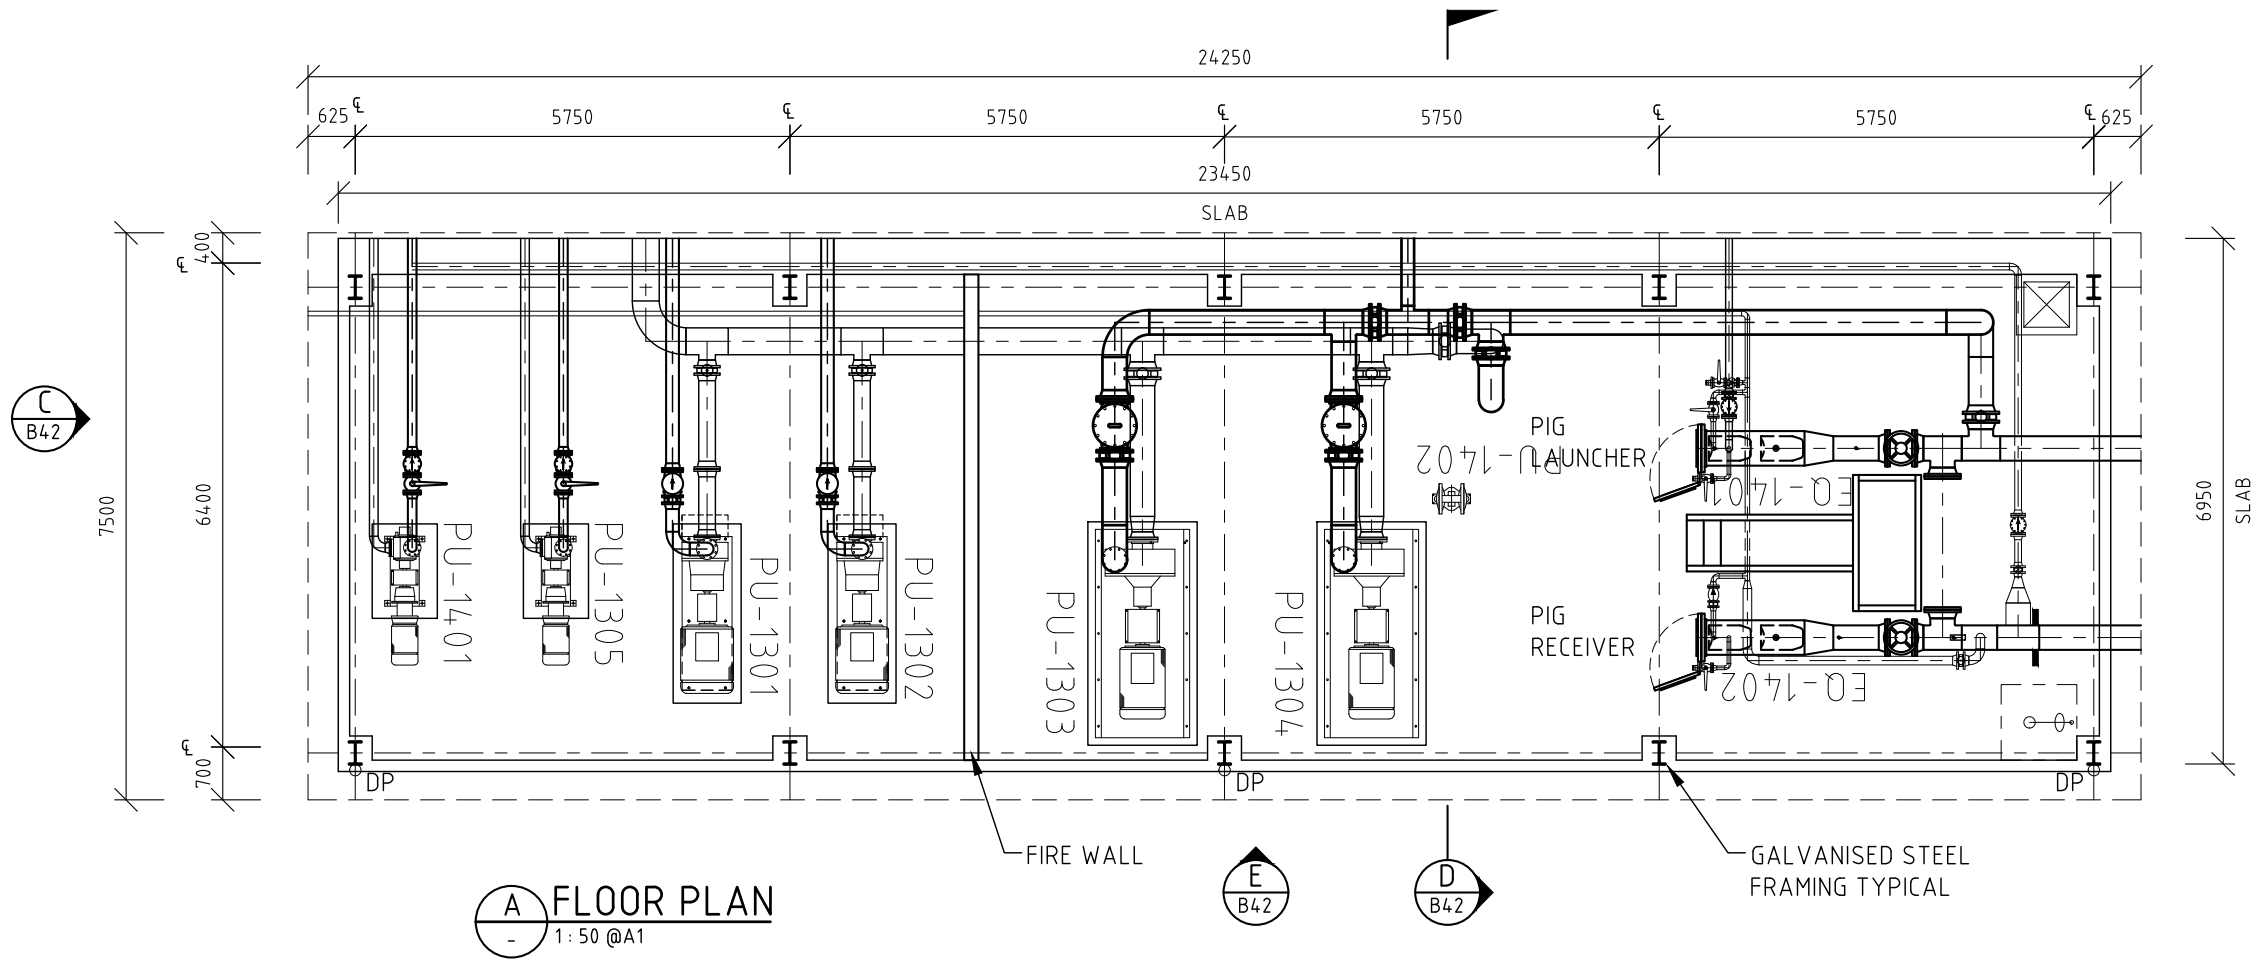 24250
625
℄
5750
℄
5750
℄
5750
℄
5750
℄
625
23450
SLAB
7500
400
℄
6400
℄
700
6950
SLAB
C
B42
PU-1401
PU-1305
PU-1301
PU-1302
PU-1303
PU-1304
PU-1402
PIG
LAUNCHER
EQ-1401
PIG
RECEIVER
EQ-1402
DP
DP
DP
FIRE WALL
GALVANISED STEEL
FRAMING TYPICAL
E
B42
D
B42
A
-
FLOOR PLAN
1:50 @A1